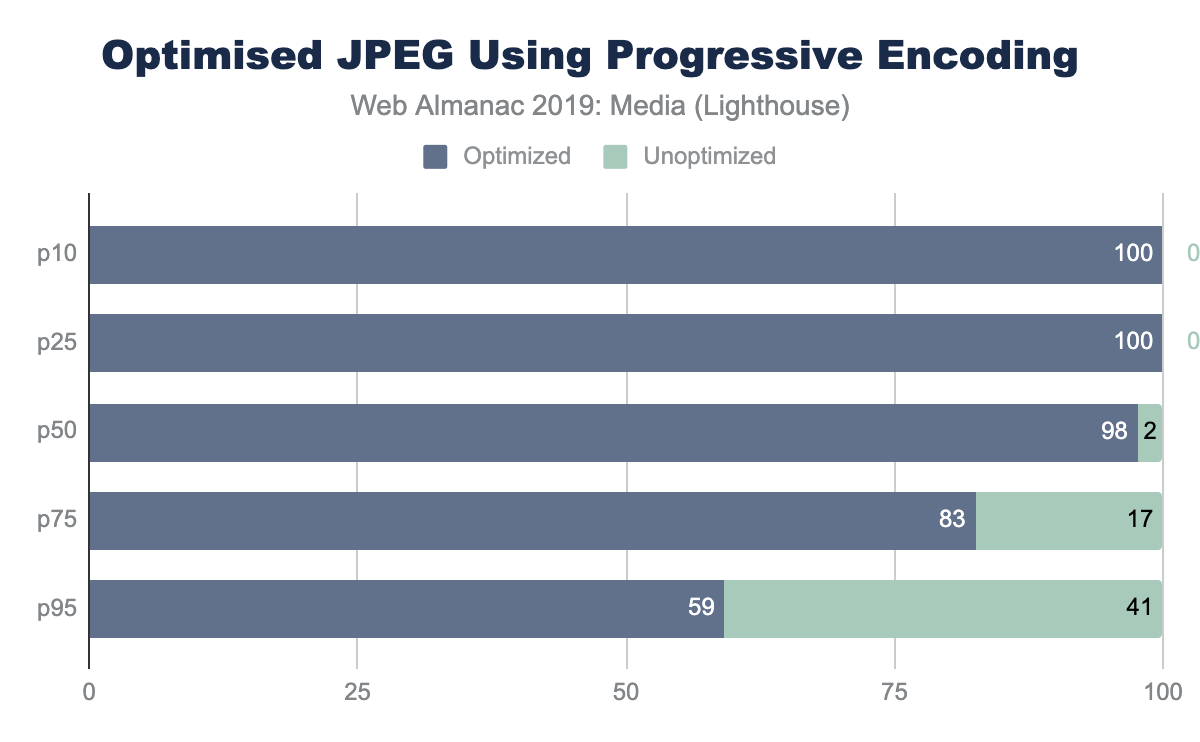 Optimised JPEG Using Progressive Encoding
Web Almanac 2019: Media (Lighthouse)
Optimized Unoptimized
p10 100 0
p25 100 0
p50 98 2
p75 83 17
p95 59 41
0 25 50 75 100